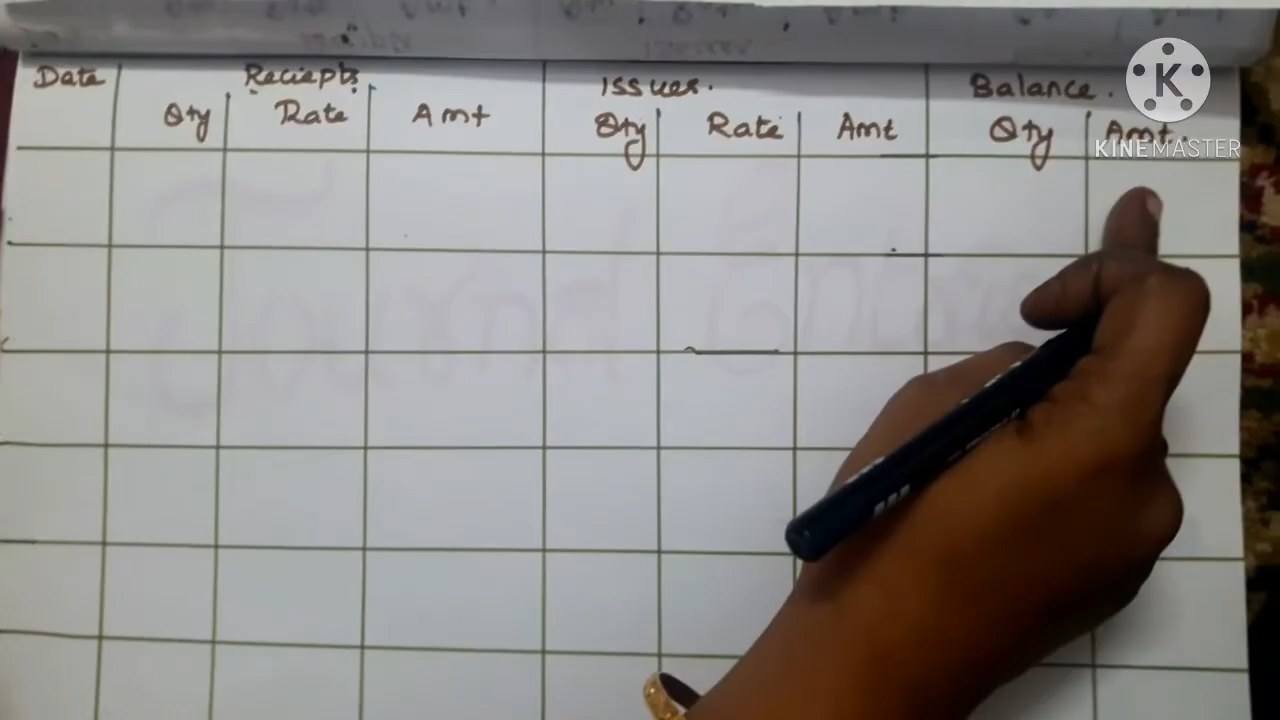 Date Reciepts Issues. Balance.
Qty Rate Amt Qty Rate Amt Qty Amt.
K
KINEMASTER